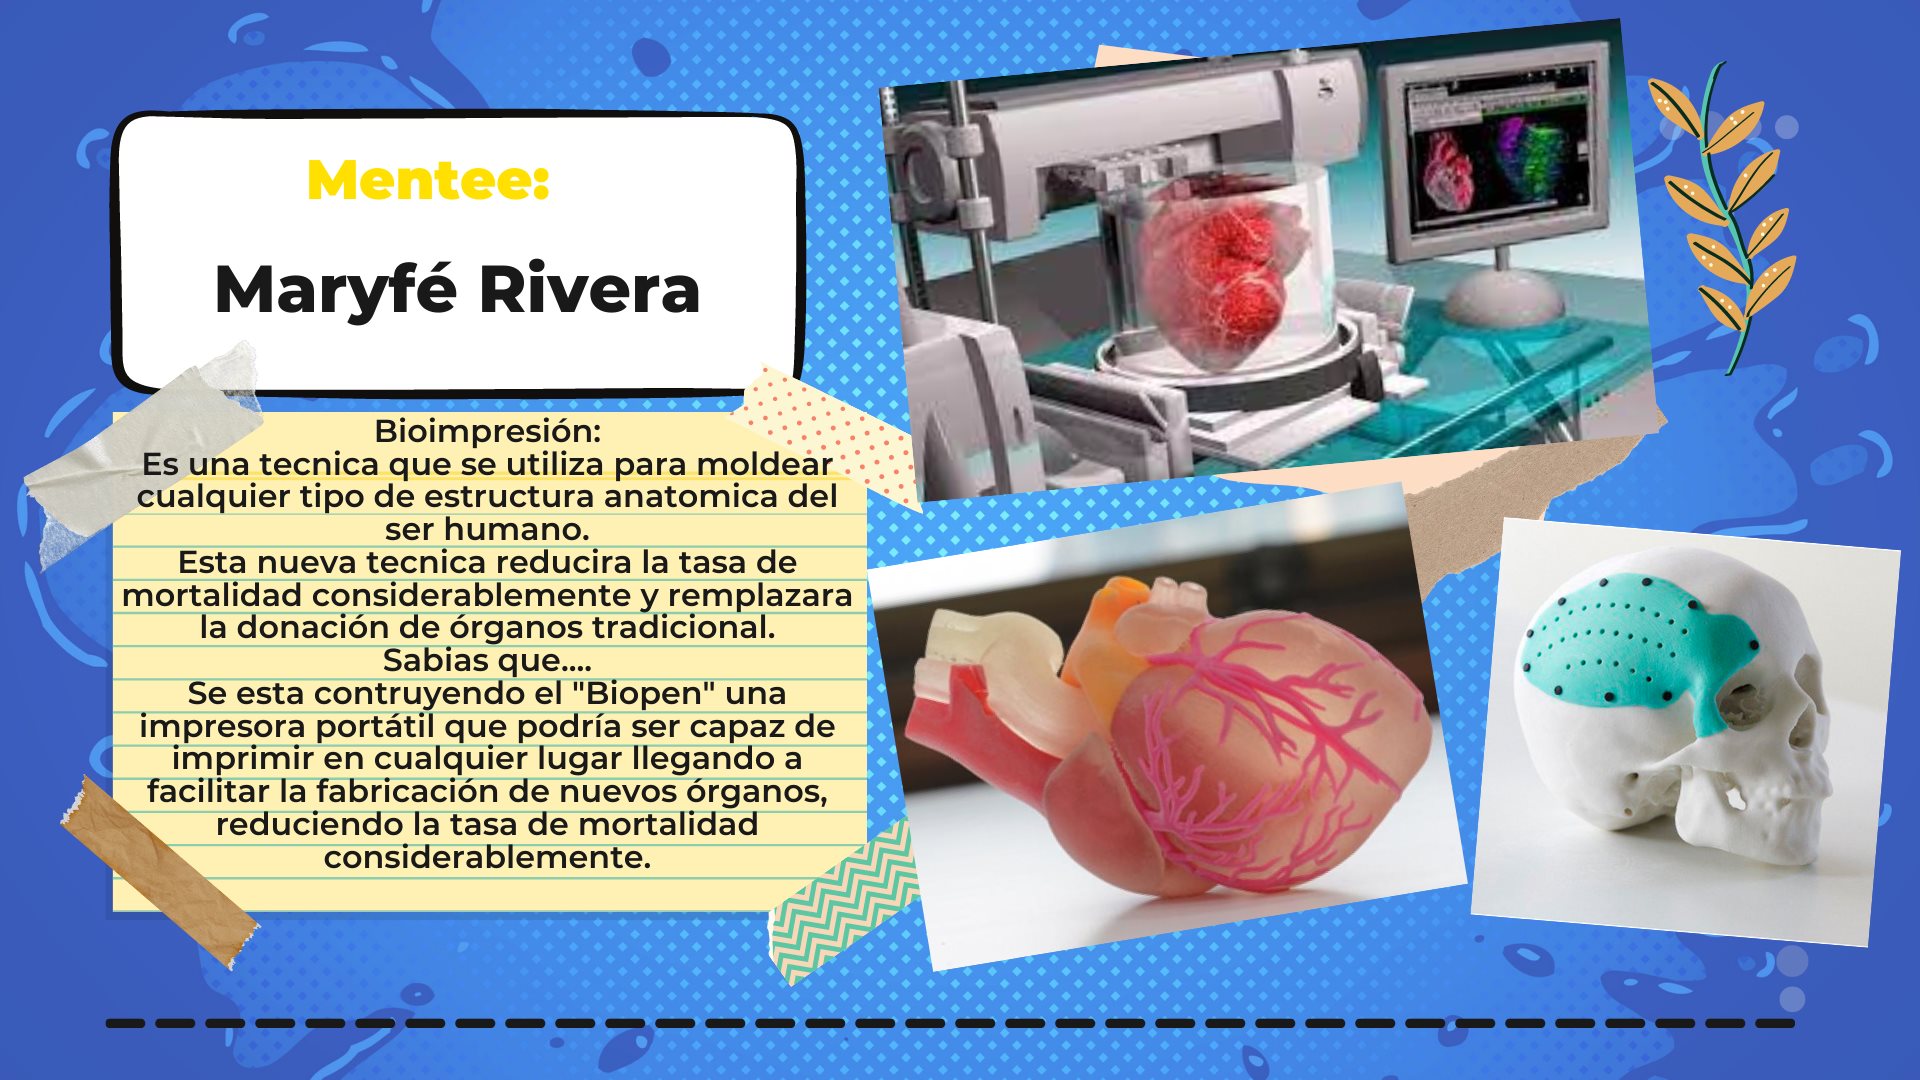 Mentee:
Maryfé Rivera
Bioimpresión:
Es una tecnica que se utiliza para moldear
cualquier tipo de estructura anatomica del
ser humano.
Esta nueva tecnica reducira la tasa de
mortalidad considerablemente y remplazara
la donación de órganos tradicional.
Sabias que....
Se esta contruyendo el "Biopen" una
impresora portátil que podría ser capaz de
imprimir en cualquier lugar llegando a
facilitar la fabricación de nuevos órganos,
reduciendo la tasa de mortalidad
considerablemente.